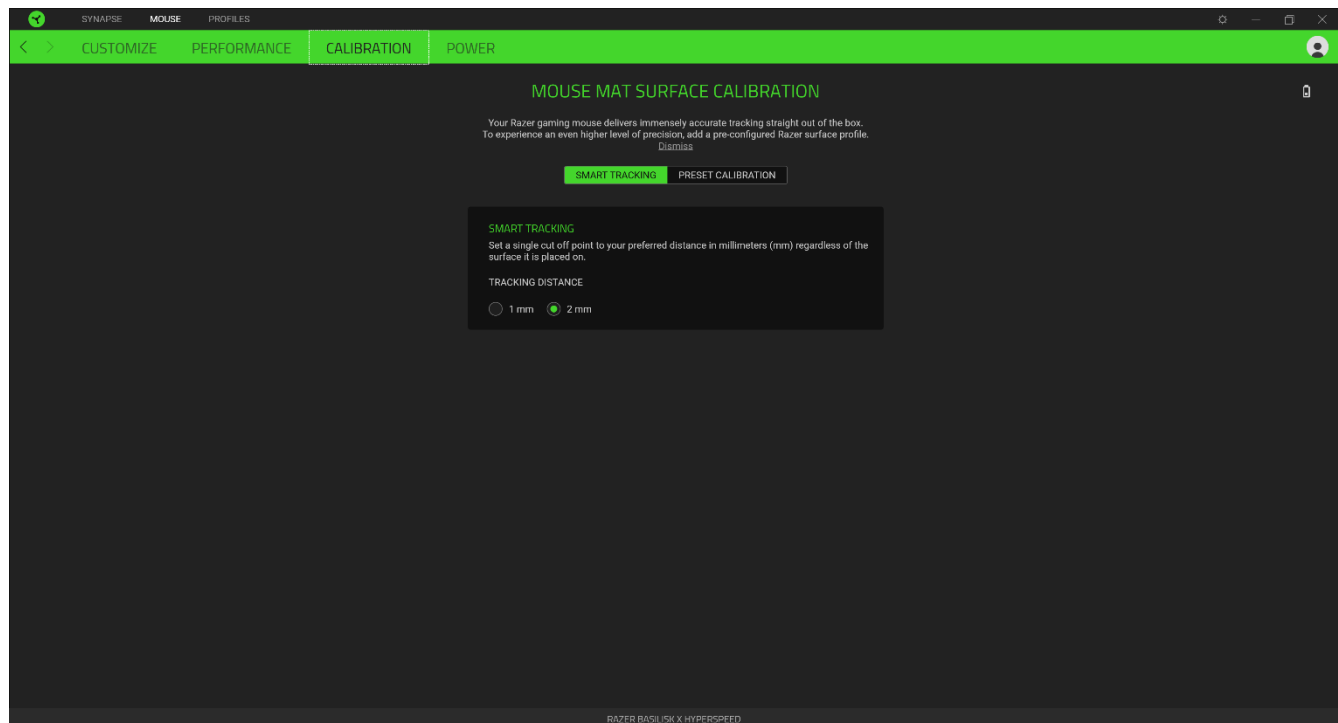 SYNAPSE MOUSE PROFILES
CUSTOMIZE PERFORMANCE CALIBRATION POWER
MOUSE MAT SURFACE CALIBRATION
Your Razer gaming mouse delivers immensely accurate tracking straight out of the box.
To experience an even higher level of precision, add a pre-configured Razer surface profile.
Dismiss
SMART TRACKING PRESET CALIBRATION
SMART TRACKING
Set a single cut off point to your preferred distance in millimeters (mm) regardless of the
surface it is placed on.
TRACKING DISTANCE
1 mm 2 mm
RAZER BASILISK X HYPERSPEED